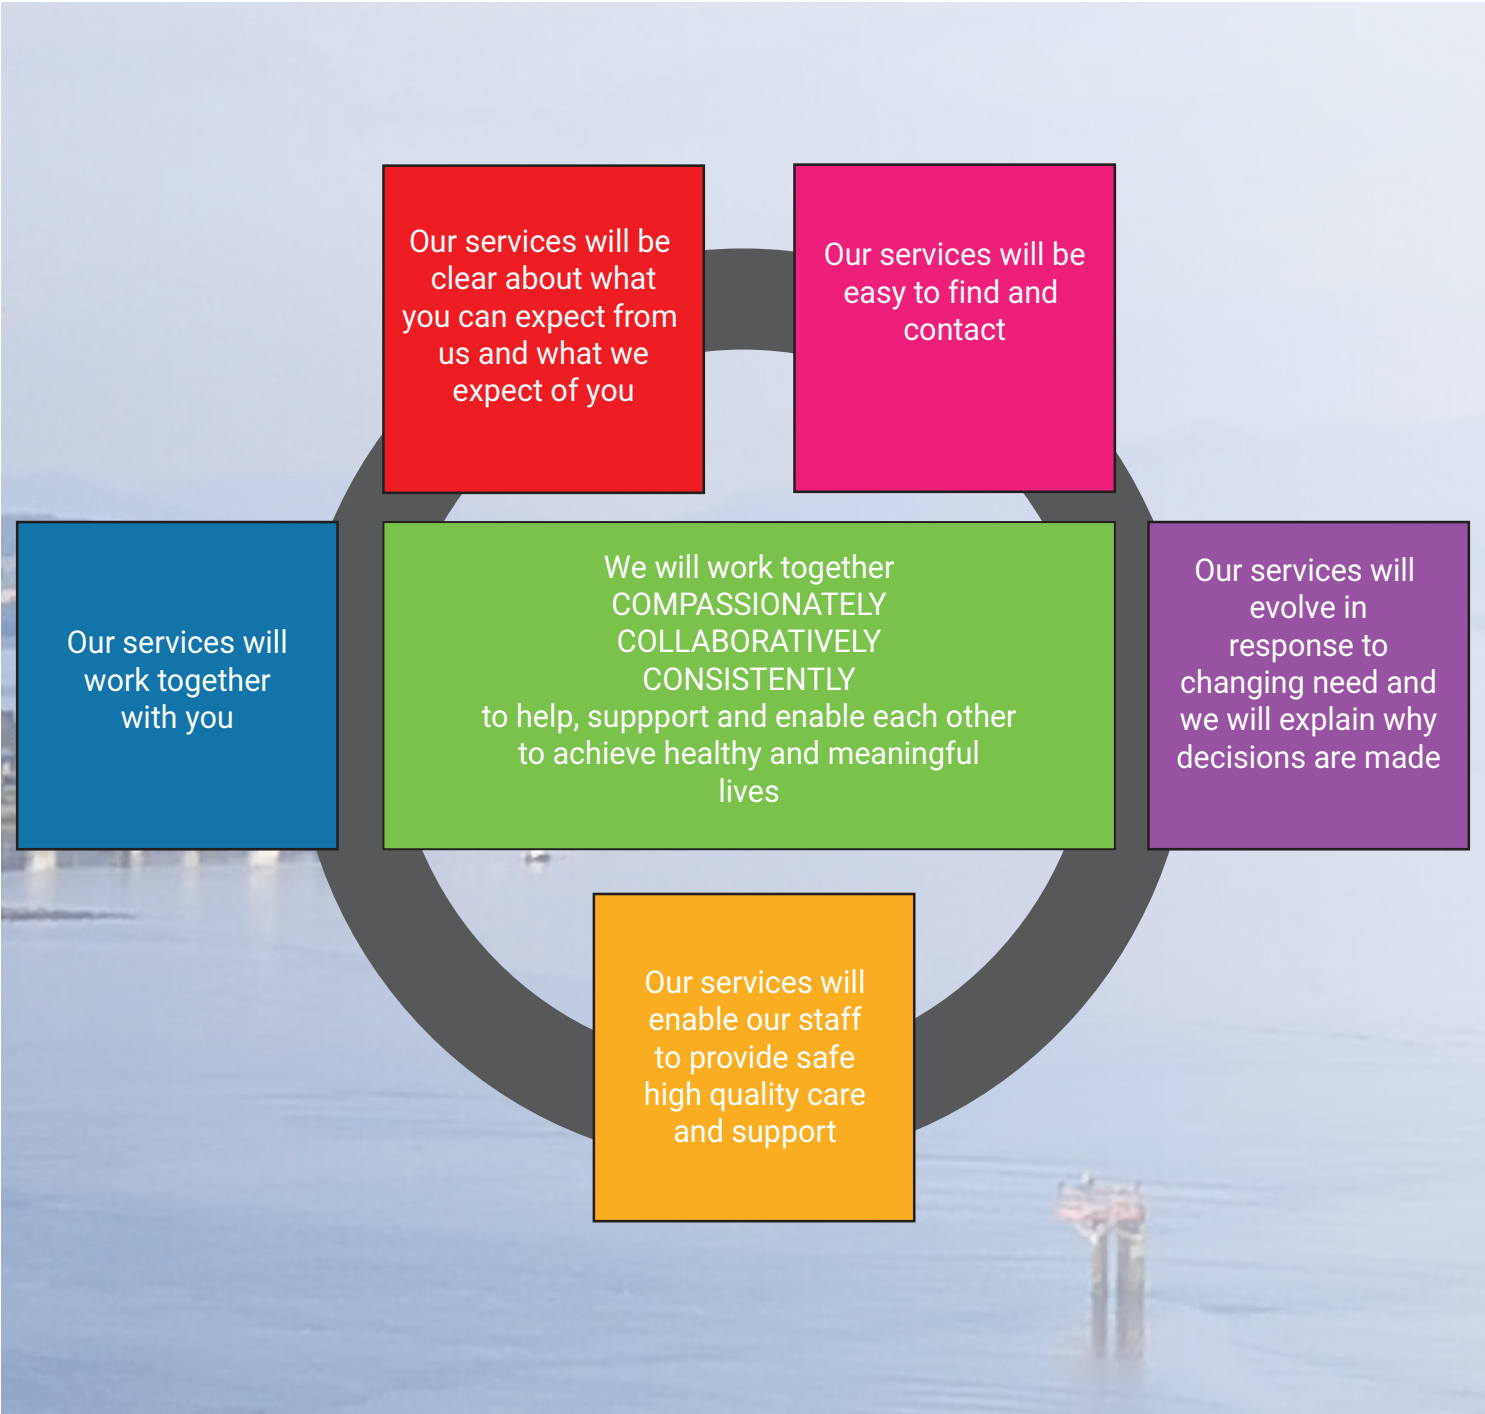 Our services will be
clear about what
you can expect from
us and what we
expect of you
Our services will be
easy to find and
contact
Our services will
work together
with you
We will work together
COMPASSIONATELY
COLLABORATIVELY
CONSISTENTLY
to help, suppport and enable each other
to achieve healthy and meaningful
lives
Our services will
evolve in
response to
changing need and
we will explain why
decisions are made
Our services will
enable our staff
to provide safe
high quality care
and support